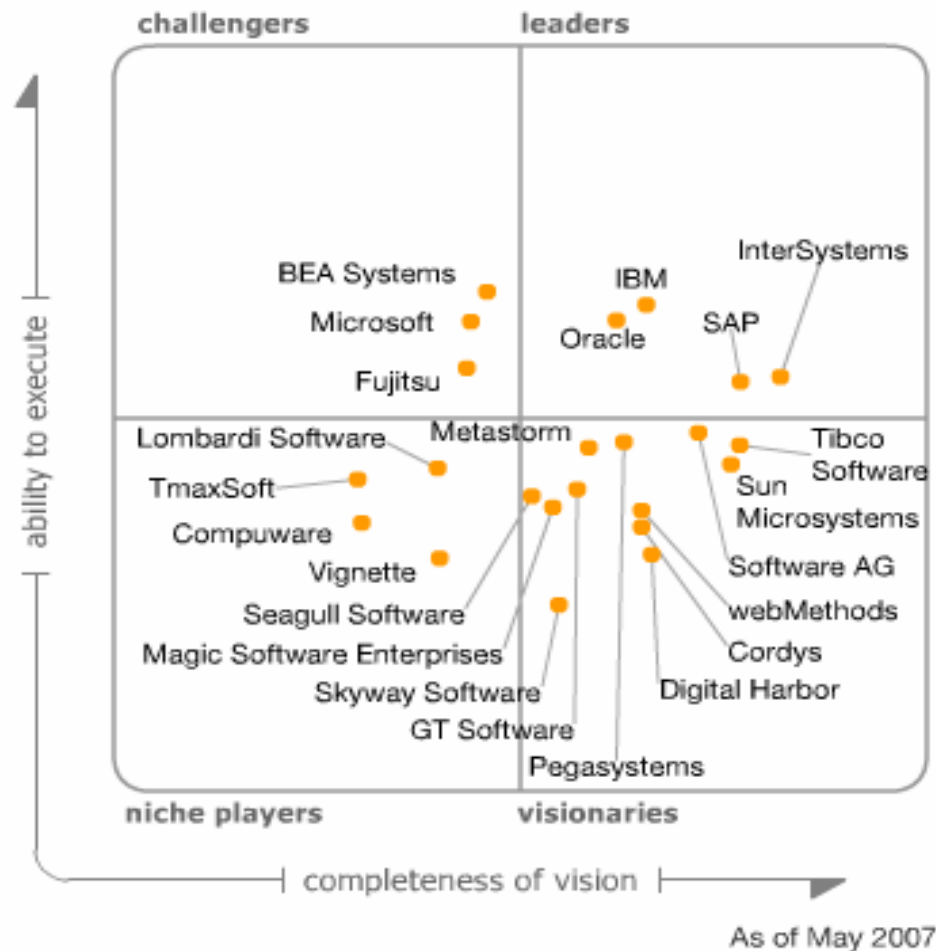 challengers
leaders
InterSystems
BEA Systems
IBM
Microsoft
SAP
Oracle
Fujitsu
ability to execute
Lombardi Software
Metastorm
Tibco
Software
TmaxSoft
Sun
Microsystems
Compuware
Vignette
Software AG
Seagull Software
webMethods
Magic Software Enterprises
Cordys
Skyway Software
Digital Harbor
GT Software
Pegasystems
niche players
visionaries
completeness of vision
As of May 2007